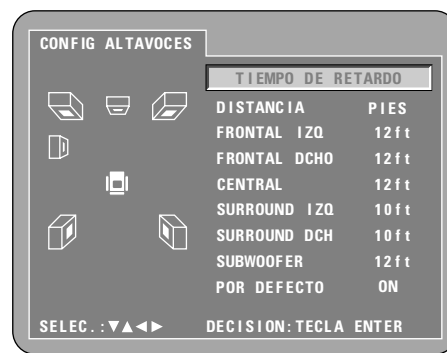 CONFIG ALTAVOCES
TIEMPO DE RETARDO
DISTANCIA PIES
FRONTAL IZQ 12ft
FRONTAL DCHO 12ft
CENTRAL 12ft
SURROUND IZQ 10ft
SURROUND DCH 10ft
SUBWOOFER 12ft
POR DEFECTO ON
SELEC.:▼▲◀▶ DECISION:TECLA ENTER